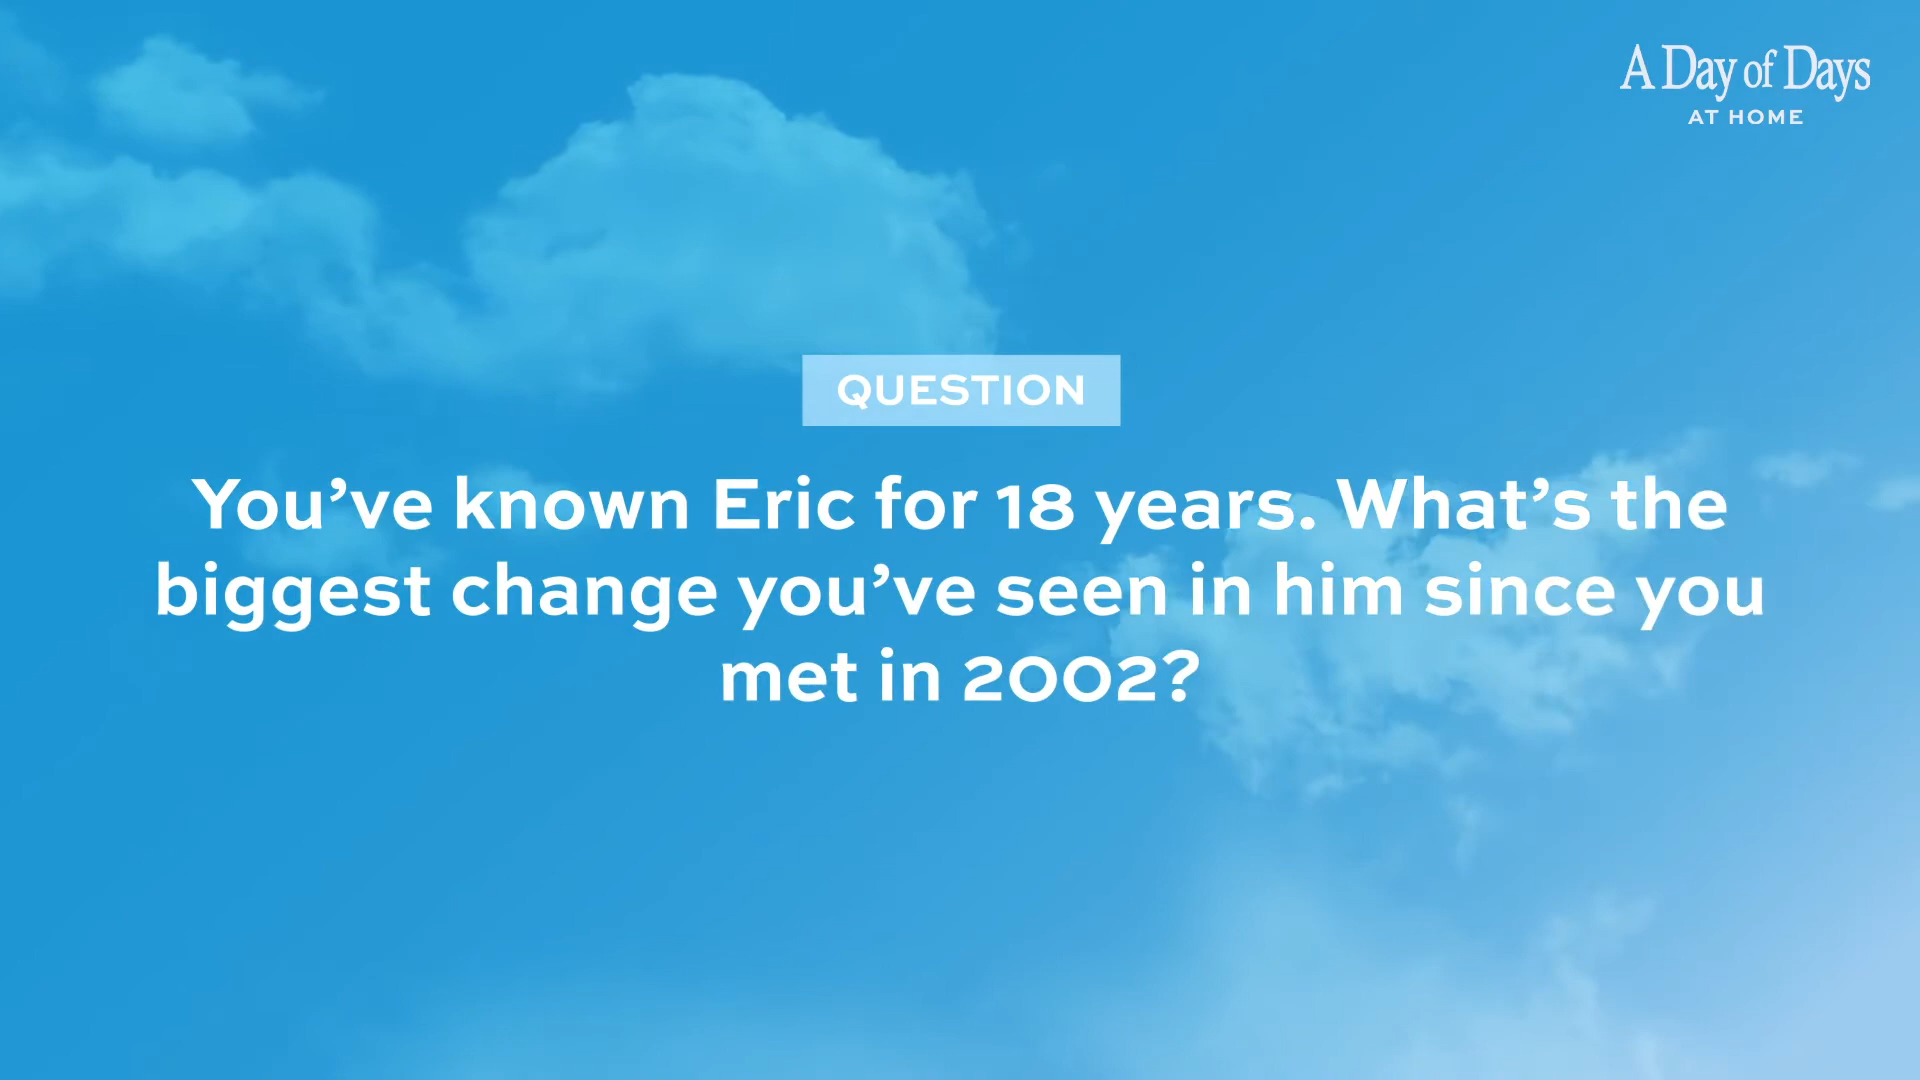 A Day of Days
AT HOME
QUESTION
You’ve known Eric for 18 years. What’s the
biggest change you’ve seen in him since you
met in 2002?